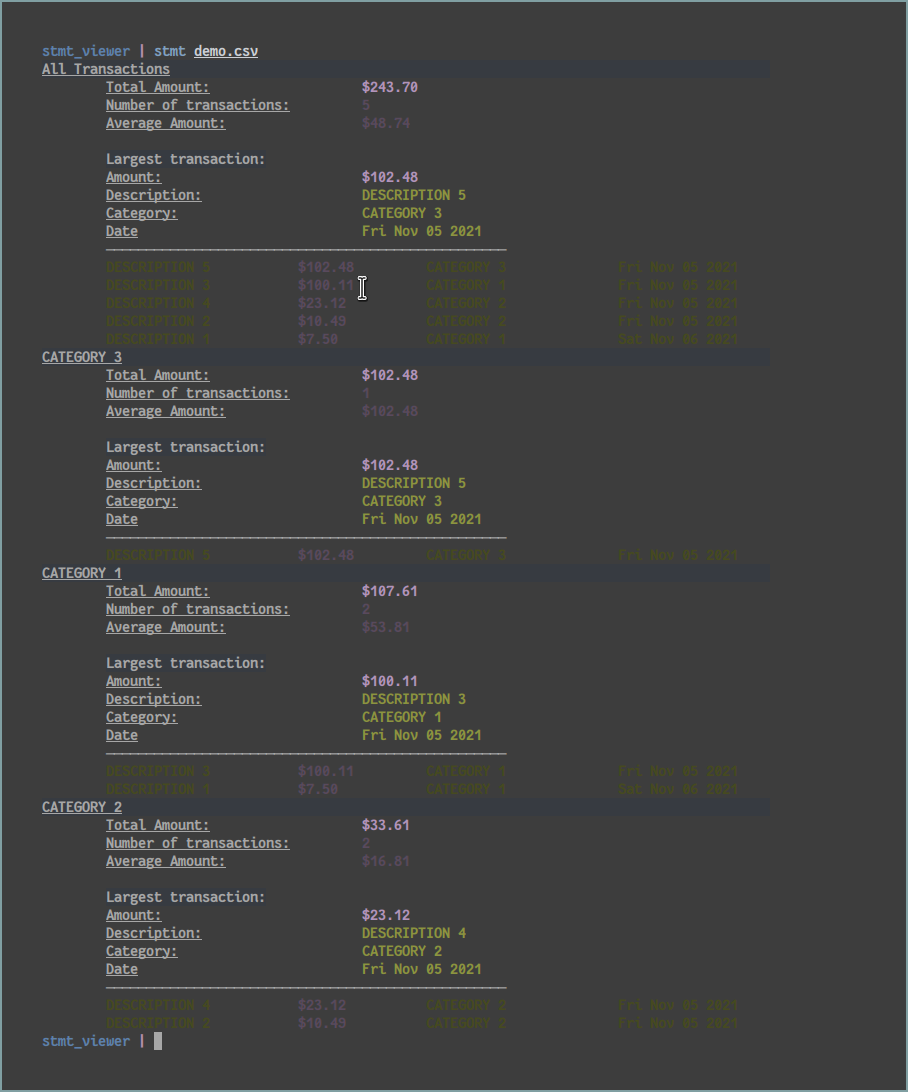 stmt_viewer | stmt demo.csv
All Transactions
Total Amount: $243.70
Number of transactions: 5
Average Amount: $48.74
Largest transaction:
Amount: $102.48
Description: DESCRIPTION 5
Category: CATEGORY 3
Date Fri Nov 05 2021
DESCRIPTION 5 $102.48 CATEGORY 3 Fri Nov 05 2021
DESCRIPTION 3 $100.11 CATEGORY 1 Fri Nov 05 2021
DESCRIPTION 4 $23.12 CATEGORY 2 Fri Nov 05 2021
DESCRIPTION 2 $10.49 CATEGORY 2 Fri Nov 05 2021
DESCRIPTION 1 $7.50 CATEGORY 1 Sat Nov 06 2021
CATEGORY 3
Total Amount: $102.48
Number of transactions: 1
Average Amount: $102.48
Largest transaction:
Amount: $102.48
Description: DESCRIPTION 5
Category: CATEGORY 3
Date Fri Nov 05 2021
DESCRIPTION 5 $102.48 CATEGORY 3 Fri Nov 05 2021
CATEGORY 1
Total Amount: $107.61
Number of transactions: 2
Average Amount: $53.81
Largest transaction:
Amount: $100.11
Description: DESCRIPTION 3
Category: CATEGORY 1
Date Fri Nov 05 2021
DESCRIPTION 3 $100.11 CATEGORY 1 Fri Nov 05 2021
DESCRIPTION 1 $7.50 CATEGORY 1 Sat Nov 06 2021
CATEGORY 2
Total Amount: $33.61
Number of transactions: 2
Average Amount: $16.81
Largest transaction:
Amount: $23.12
Description: DESCRIPTION 4
Category: CATEGORY 2
Date Fri Nov 05 2021
DESCRIPTION 4 $23.12 CATEGORY 2 Fri Nov 05 2021
DESCRIPTION 2 $10.49 CATEGORY 2 Fri Nov 05 2021
stmt_viewer |